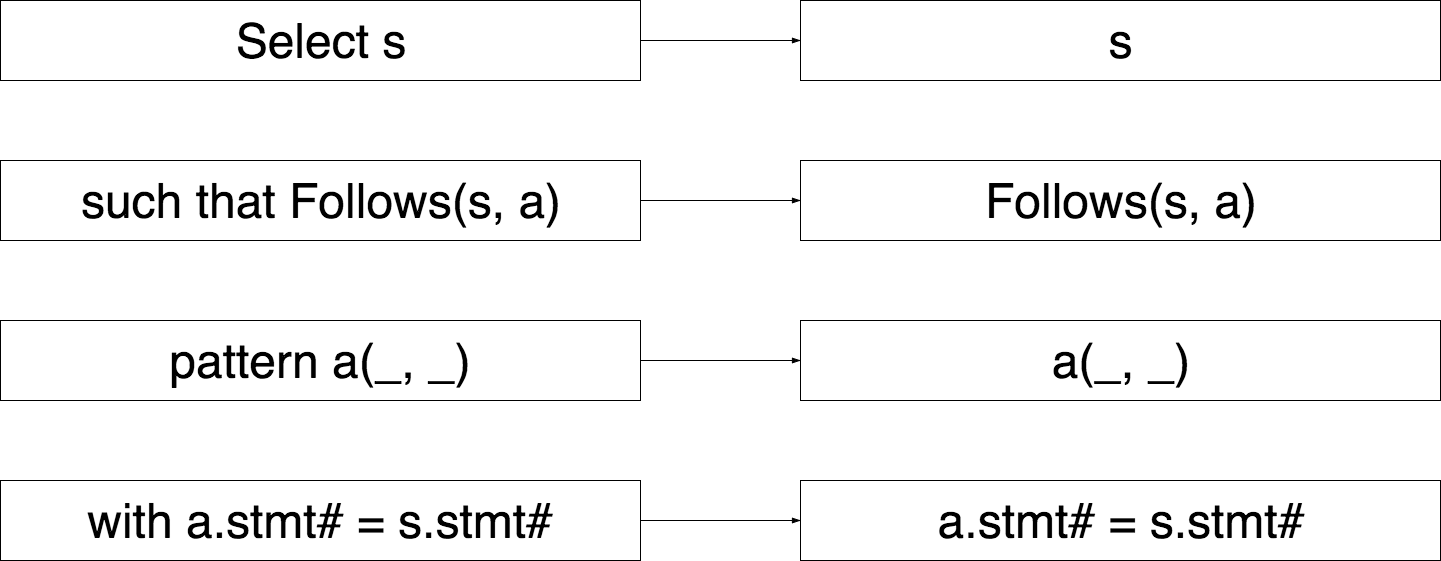 Select s
s
such that Follows(s, a)
Follows(s, a)
pattern a(_, _)
a(_, _)
with a.stmt# = s.stmt#
a.stmt# = s.stmt#